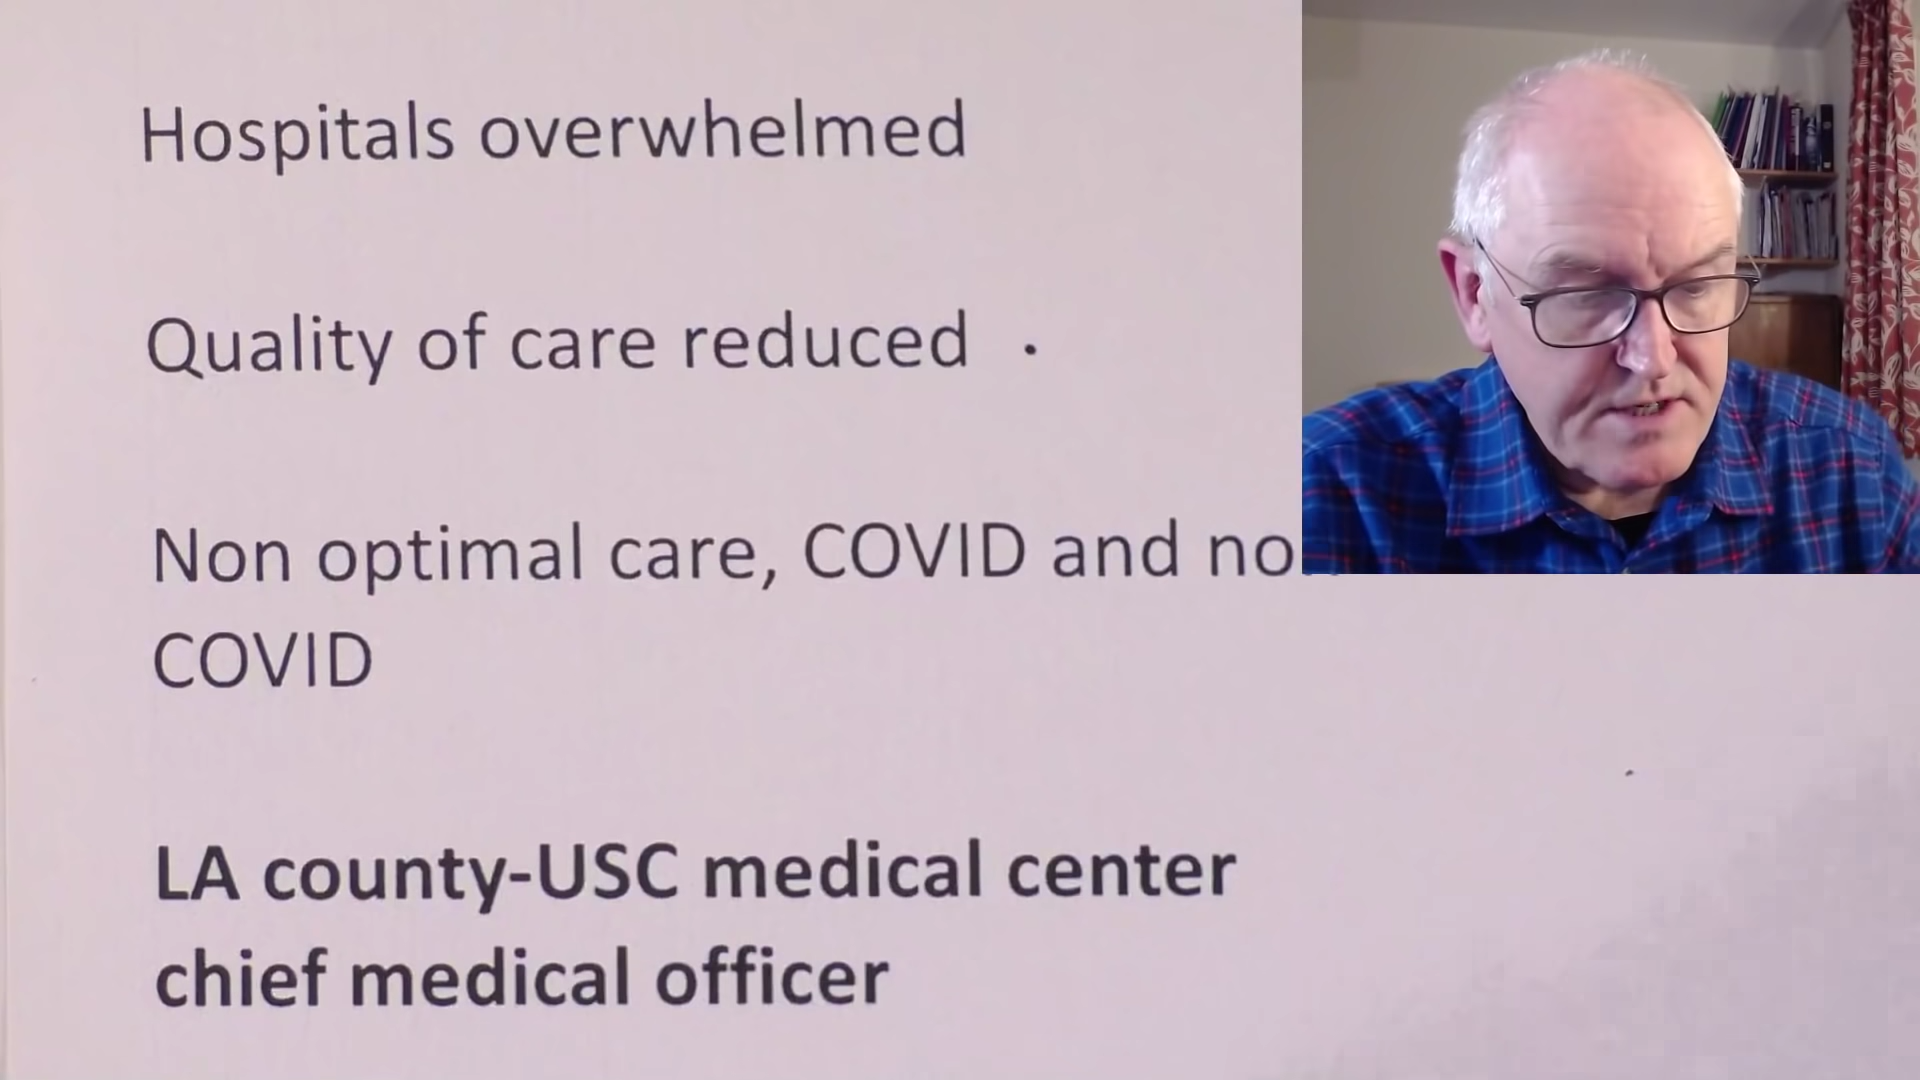 Hospitals overwhelmed
Quality of care reduced
Non optimal care, COVID and
COVID
LA county-USC medical center
chief medical officer